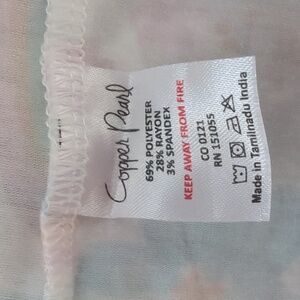 Copper Pearl
69% POLYESTER
28% RAYON
3% SPANDEX
KEEP AWAY FROM FIRE
CO 0121
RN 151055
Made in Tamilnadu India